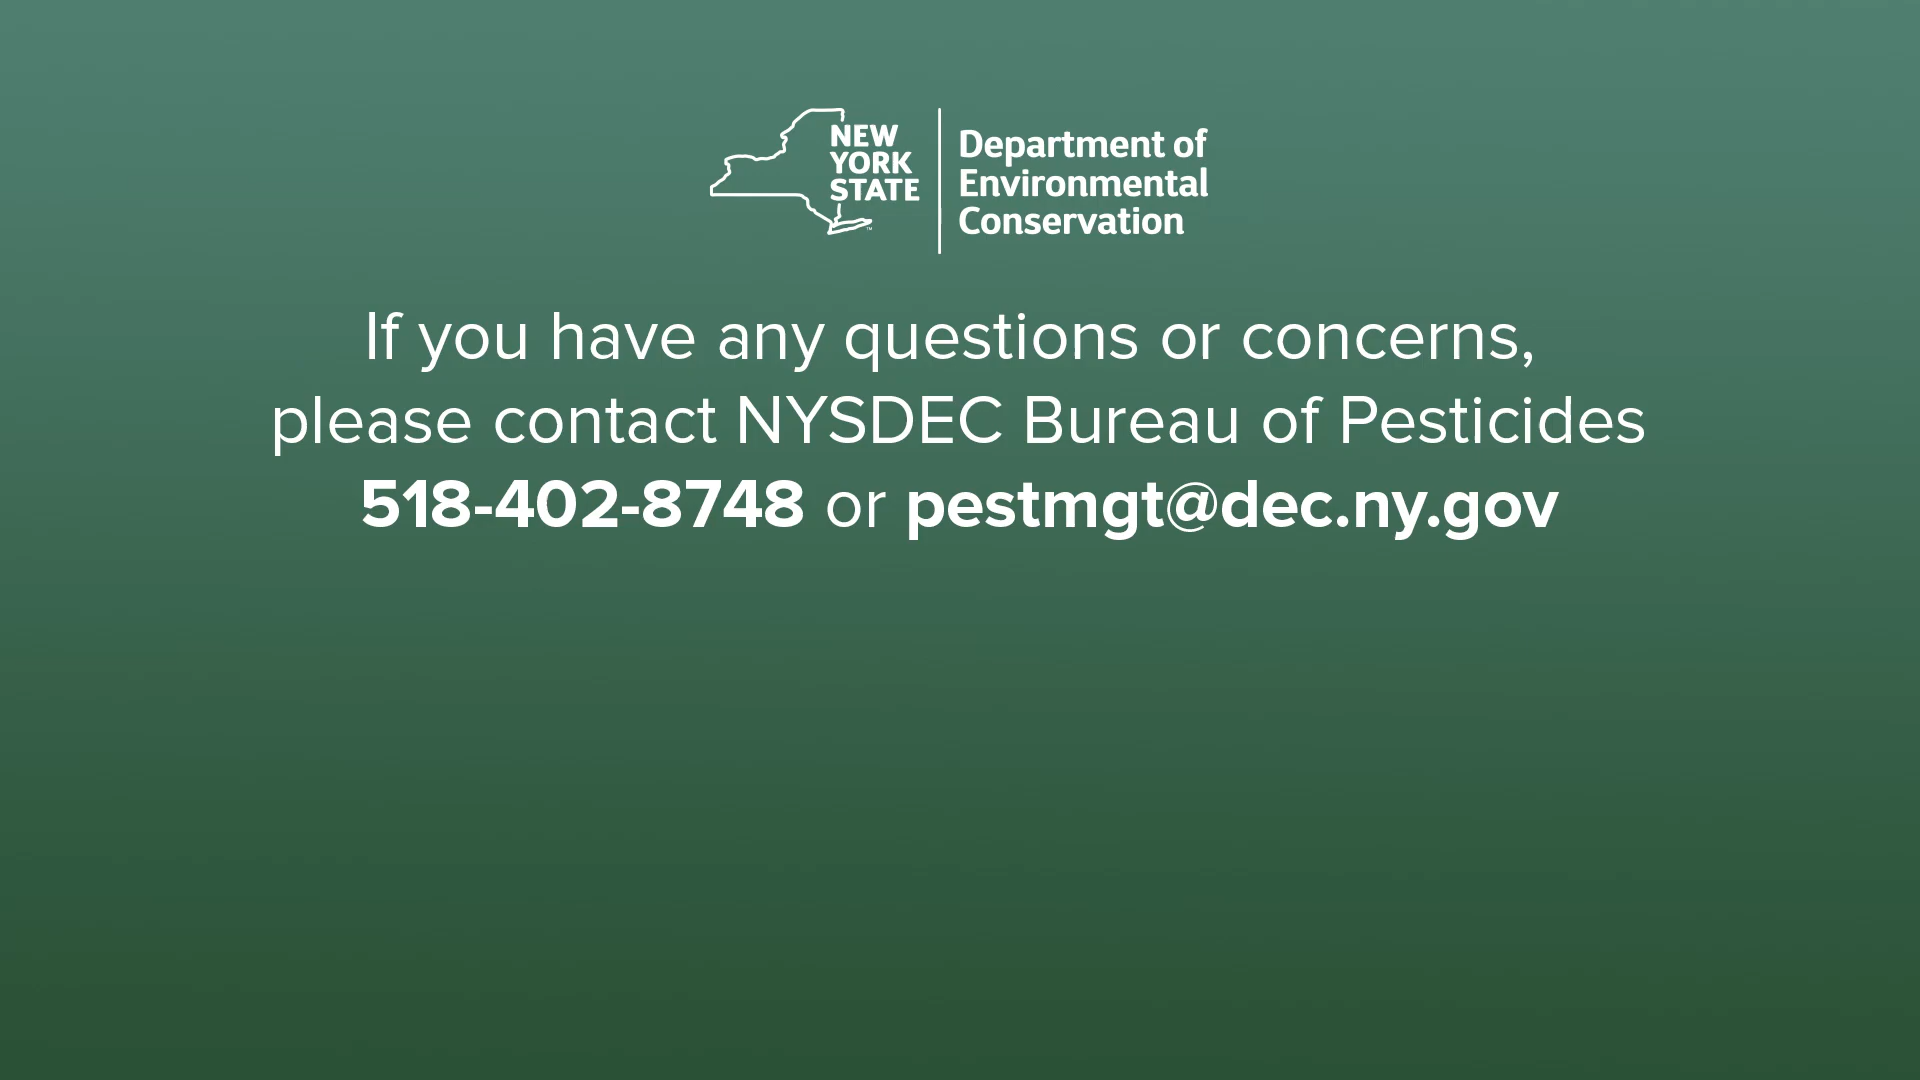 NEW
YORK
STATE
™
Department of
Environmental
Conservation
If you have any questions or concerns,
please contact NYSDEC Bureau of Pesticides
518-402-8748 or pestmgt@dec.ny.gov